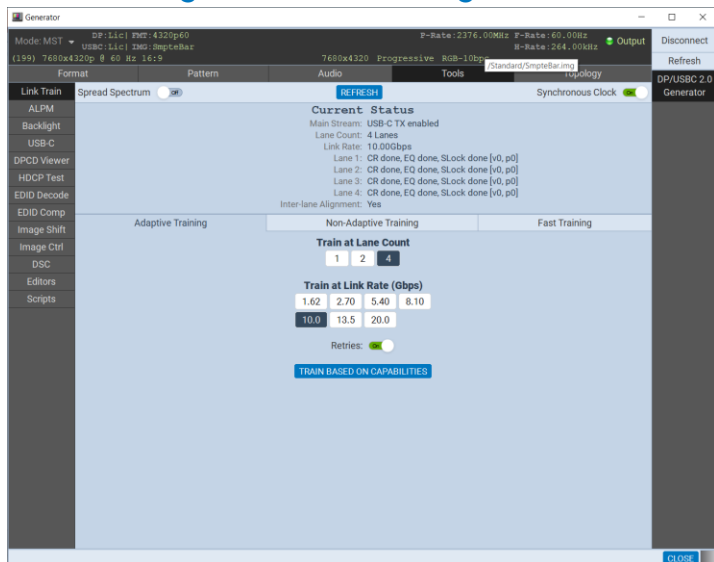 Generator
Mode: MST
DP:Lic| FMT:4320p60
USBC:Lic| IMG:SmpteBar
P-Rate:2376.00MHz F-Rate:60.00Hz
H-Rate:264.00kHz
Output
Disconnect
(199) 7680x4320p @ 60 Hz 16:9
7680x4320 Progressive RGB-10bpc
/Standard/SmpteBar.img
Refresh
Format Pattern Audio Tools Topology
DP/USBC 2.0
Generator
Link Train
ALPM
Backlight
USB-C
DPCD Viewer
HDCP Test
EDID Decode
EDID Comp
Image Shift
Image Ctrl
DSC
Editors
Scripts
Spread Spectrum Off
REFRESH
Synchronous Clock On
Current Status
Main Stream: USB-C TX enabled
Lane Count: 4 Lanes
Link Rate: 10.00Gbps
Lane 1: CR done, EQ done, SLock done [v0, p0]
Lane 2: CR done, EQ done, SLock done [v0, p0]
Lane 3: CR done, EQ done, SLock done [v0, p0]
Lane 4: CR done, EQ done, SLock done [v0, p0]
Inter-lane Alignment: Yes
Adaptive Training Non-Adaptive Training Fast Training
Train at Lane Count
1 2 4
Train at Link Rate (Gbps)
1.62 2.70 5.40 8.10
10.0 13.5 20.0
Retries: On
TRAIN BASED ON CAPABILITIES
CLOSE